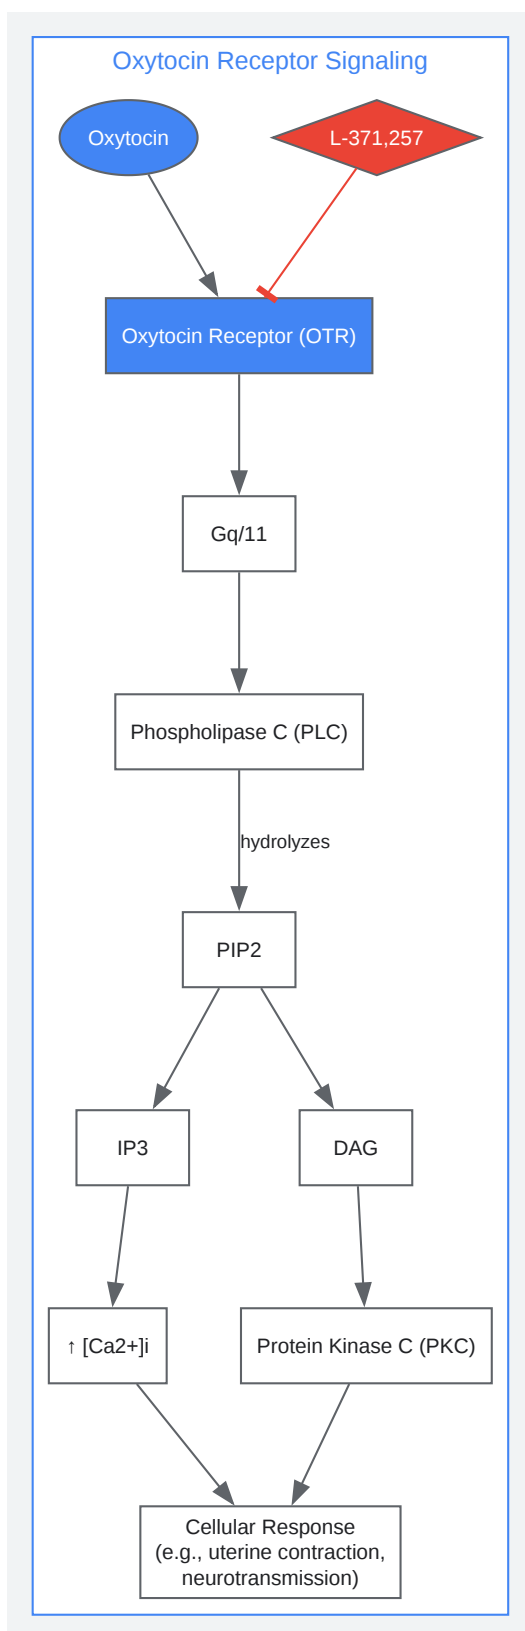 Oxytocin Receptor Signaling
Oxytocin
L-371,257
Oxytocin Receptor (OTR)
Gq/11
Phospholipase C (PLC)
hydrolyzes
PIP2
IP3
DAG
↑ [Ca2+]i
Protein Kinase C (PKC)
Cellular Response
(e.g., uterine contraction,
neurotransmission)